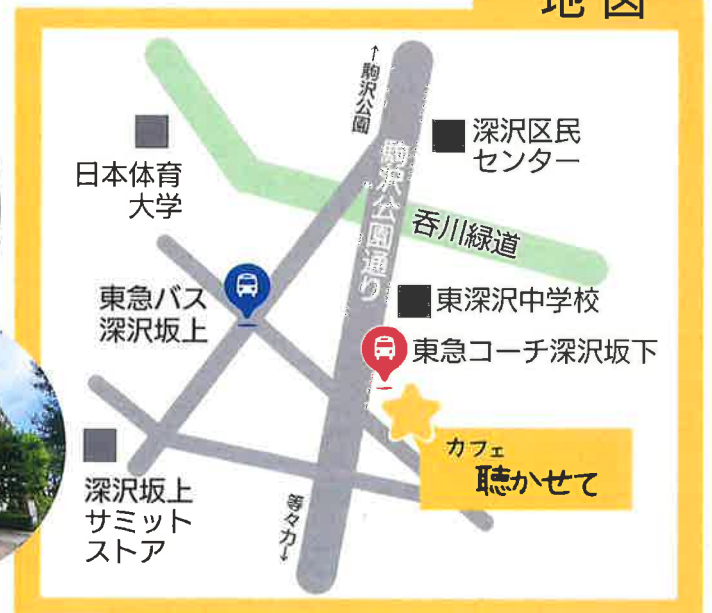 地図
↑駒沢公園
深沢区民
センター
日本体育
大学
駒沢公園通り
呑川緑道
東急バス
深沢坂上
東深沢中学校
東急コーチ深沢坂下
カフェ
聴かせて
深沢坂上
サミット
ストア
等々力↓